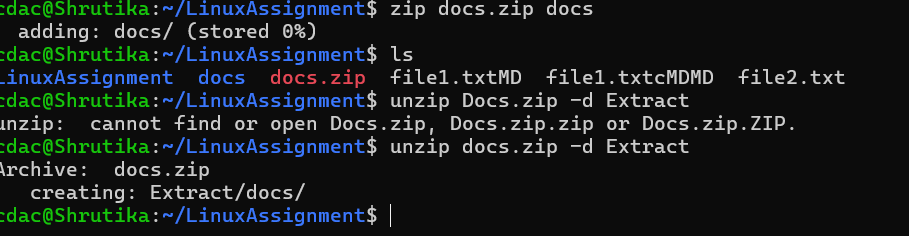 cdac@Shrutika:~/LinuxAssignment$ zip docs.zip docs
  adding: docs/ (stored 0%)
cdac@Shrutika:~/LinuxAssignment$ ls
LinuxAssignment  docs  docs.zip  file1.txtMD  file1.txtcMDMD  file2.txt
cdac@Shrutika:~/LinuxAssignment$ unzip Docs.zip -d Extract
unzip:  cannot find or open Docs.zip, Docs.zip.zip or Docs.zip.ZIP.
cdac@Shrutika:~/LinuxAssignment$ unzip docs.zip -d Extract
Archive:  docs.zip
   creating: Extract/docs/
cdac@Shrutika:~/LinuxAssignment$